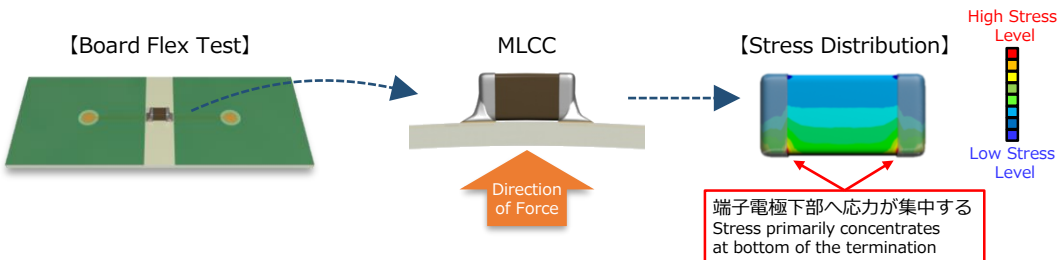 【Board Flex Test】
MLCC
【Stress Distribution】
High Stress
Level
Low Stress
Level
Direction
of Force
端子電極下部へ応力が集中する
Stress primarily concentrates
at bottom of the termination